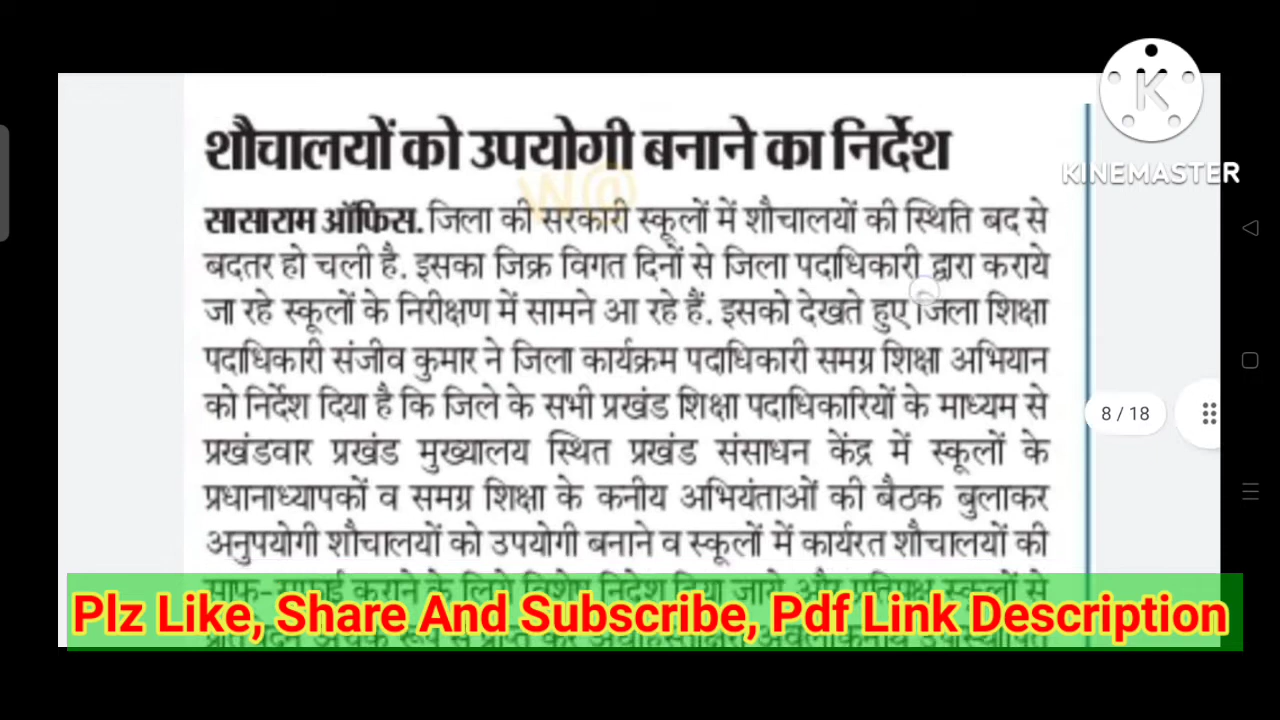 शौचालयों को उपयोगी बनाने का निर्देश
W@
KINEMASTER
सासाराम ऑफिस. जिला की सरकारी स्कूलों में शौचालयों की स्थिति बद से
बदतर हो चली है. इसका जिक्र विगत दिनों से जिला पदाधिकारी द्वारा कराये
जा रहे स्कूलों के निरीक्षण में सामने आ रहे हैं. इसको देखते हुए जिला शिक्षा
पदाधिकारी संजीव कुमार ने जिला कार्यक्रम पदाधिकारी समग्र शिक्षा अभियान
को निर्देश दिया है कि जिले के सभी प्रखंड शिक्षा पदाधिकारियों के माध्यम से
8 / 18
प्रखंडवार प्रखंड मुख्यालय स्थित प्रखंड संसाधन केंद्र में स्कूलों के
प्रधानाध्यापकों व समग्र शिक्षा के कनीय अभियंताओं की बैठक बुलाकर
अनुपयोगी शौचालयों को उपयोगी बनाने व स्कूलों में कार्यरत शौचालयों की
साफ-सफाई कराने के लिये विशेष निदेश दिया जाये और
Plz Like, Share And Subscribe, Pdf Link Description